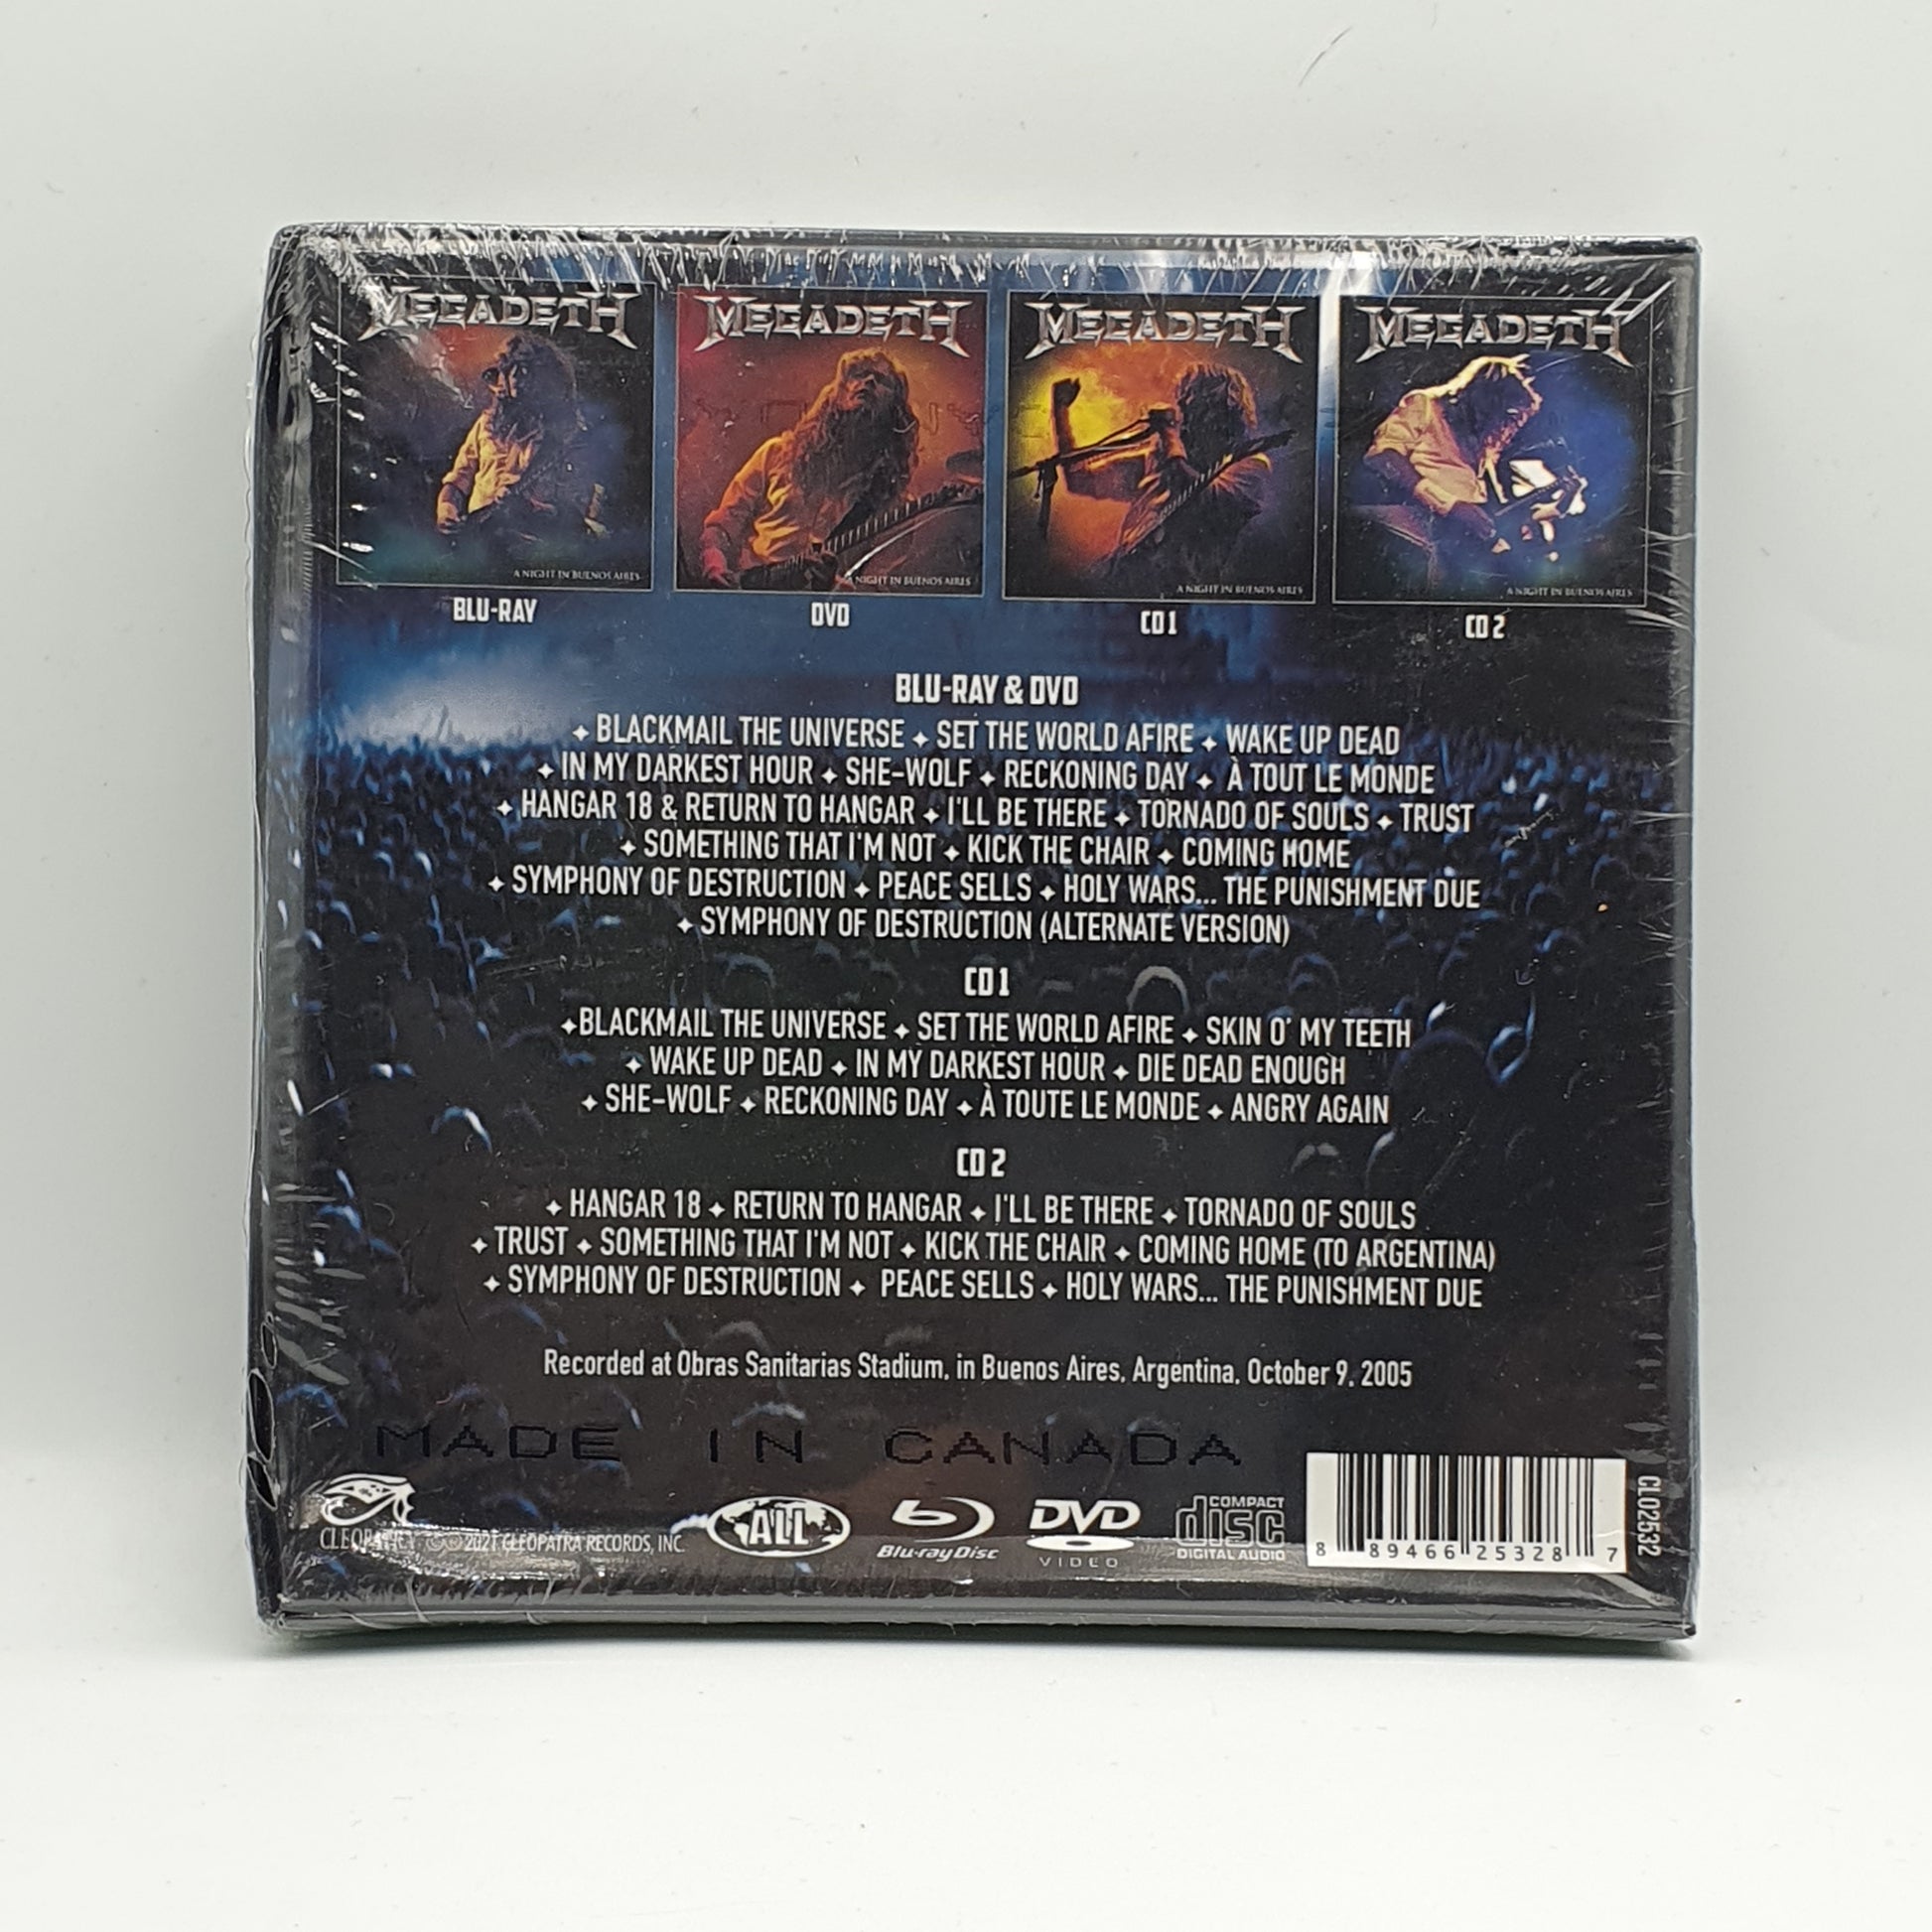 MEGADETH MEGADETH MEGADETH MEGADETH
A NIGHT IN BUENOS AIRES A NIGHT IN BUENOS AIRES A NIGHT IN BUENOS AIRES A NIGHT IN BUENOS AIRES
BLU-RAY DVD CD 1 CD 2
BLU-RAY & DVD
✦ BLACKMAIL THE UNIVERSE ✦ SET THE WORLD AFIRE ✦ WAKE UP DEAD
✦ IN MY DARKEST HOUR ✦ SHE-WOLF ✦ RECKONING DAY ✦ À TOUT LE MONDE
✦ HANGAR 18 & RETURN TO HANGAR ✦ I'LL BE THERE ✦ TORNADO OF SOULS ✦ TRUST
✦ SOMETHING THAT I'M NOT ✦ KICK THE CHAIR ✦ COMING HOME
✦ SYMPHONY OF DESTRUCTION ✦ PEACE SELLS ✦ HOLY WARS... THE PUNISHMENT DUE
✦ SYMPHONY OF DESTRUCTION (ALTERNATE VERSION)
CD 1
✦BLACKMAIL THE UNIVERSE ✦ SET THE WORLD AFIRE ✦ SKIN O' MY TEETH
✦ WAKE UP DEAD ✦ IN MY DARKEST HOUR ✦ DIE DEAD ENOUGH
✦ SHE-WOLF ✦ RECKONING DAY ✦ À TOUTE LE MONDE ✦ ANGRY AGAIN
CD 2
✦ HANGAR 18 ✦ RETURN TO HANGAR ✦ I'LL BE THERE ✦ TORNADO OF SOULS
✦ TRUST ✦ SOMETHING THAT I'M NOT ✦ KICK THE CHAIR ✦ COMING HOME (TO ARGENTINA)
✦ SYMPHONY OF DESTRUCTION ✦ PEACE SELLS ✦ HOLY WARS... THE PUNISHMENT DUE
Recorded at Obras Sanitarias Stadium, in Buenos Aires, Argentina, October 9, 2005
MADE IN CANADA
2021 CLEOPATRA RECORDS, INC.
ALL
Blu-ray Disc
DVD
VIDEO
COMPACT
disc
DIGITAL AUDIO
8 89466 25328 7
CLO2532